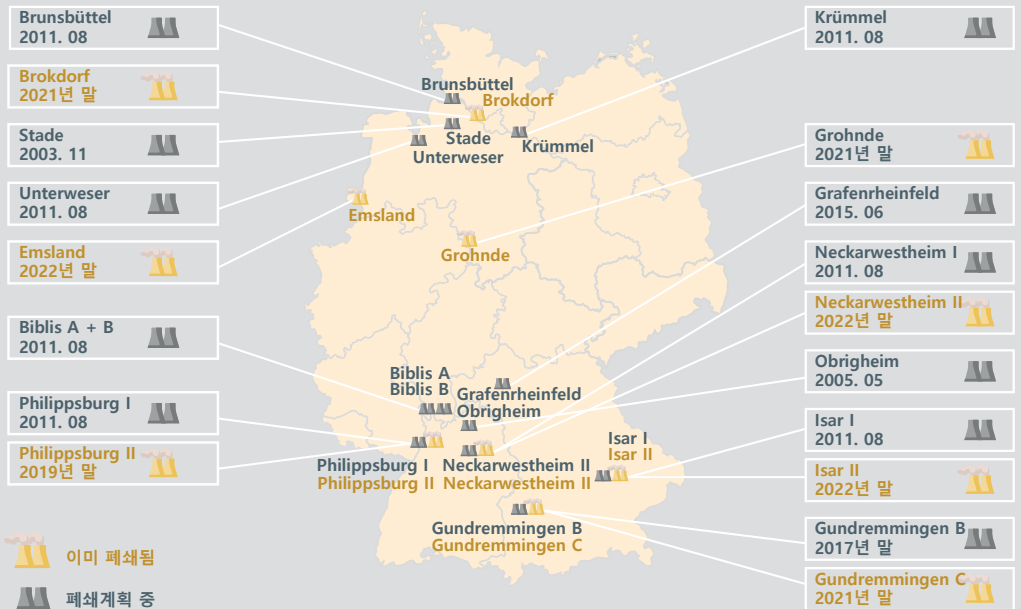 Brunsbüttel
2011. 08
Brokdorf
2021년 말
Stade
2003. 11
Unterweser
2011. 08
Emsland
2022년 말
Biblis A + B
2011. 08
Philippsburg I
2011. 08
Philippsburg II
2019년 말
이미 폐쇄됨
폐쇄계획 중
Brunsbüttel
Brokdorf
Stade
Unterweser
Krümmel
Emsland
Grohnde
Biblis A
Biblis B
Grafenrheinfeld
Obrigheim
Philippsburg I
Philippsburg II
Neckarwestheim II
Neckarwestheim II
Isar I
Isar II
Gundremmingen B
Gundremmingen C
Krümmel
2011. 08
Grohnde
2021년 말
Grafenrheinfeld
2015. 06
Neckarwestheim I
2011. 08
Neckarwestheim II
2022년 말
Obrigheim
2005. 05
Isar I
2011. 08
Isar II
2022년 말
Gundremmingen B
2017년 말
Gundremmingen C
2021년 말